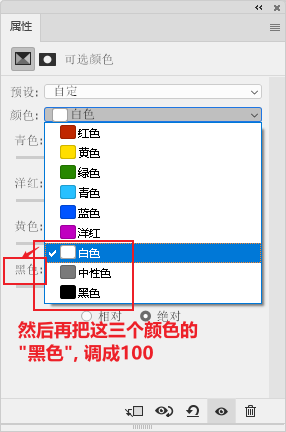 属性
可选颜色
预设: 自定
颜色: 白色
青色:
红色
黄色
绿色
洋红:
青色
蓝色
洋红
黄色:
白色
黑色:
中性色
黑色
相对 绝对
然后再把这三个颜色的
"黑色", 调成100